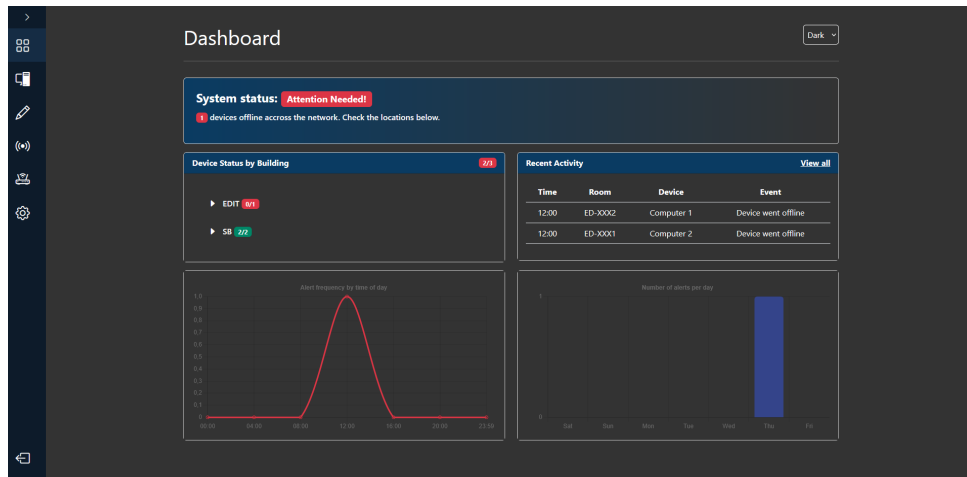 Dashboard
Dark
System status: Attention Needed!
1 devices offline accross the network. Check the locations below.
Device Status by Building 2/3
EDIT 0/1
SB 2/2
Recent Activity View all
Time Room Device Event
12:00 ED-XXX2 Computer 1 Device went offline
12:00 ED-XXX1 Computer 2 Device went offline
Alert frequency by time of day
1,0
0,9
0,8
0,7
0,6
0,5
0,4
0,3
0,2
0,1
0
00:00 04:00 08:00 12:00 16:00 20:00 23:59
Number of alerts per day
1
0
Sat Sun Mon Tue Wed Thu Fri